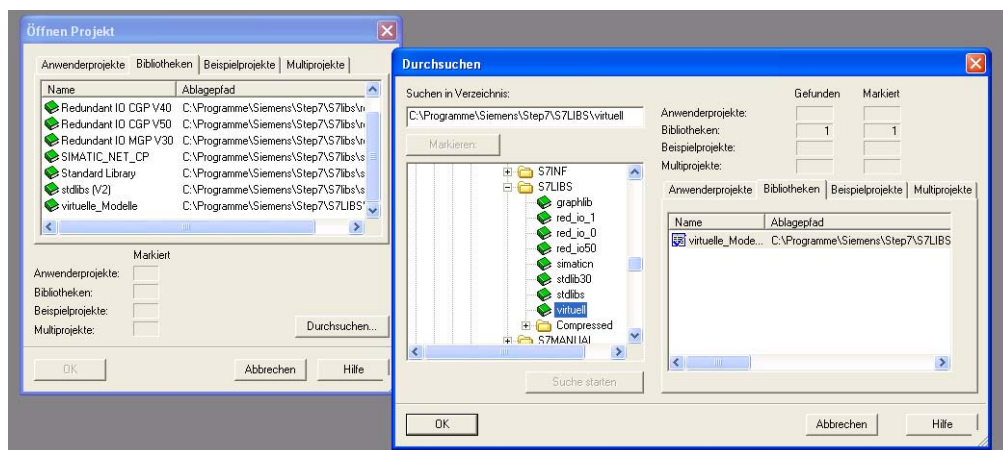 Öffnen Projekt
Anwenderprojekte Bibliotheken Beispielprojekte Multiprojekte
Name Ablagepfad
Redundant IO CGP V40 C:\Programme\Siemens\Step7\S7libs\r
Redundant IO CGP V50 C:\Programme\Siemens\Step7\S7libs\r
Redundant IO MGP V30 C:\Programme\Siemens\Step7\S7libs\r
SIMATIC_NET_CP C:\Programme\Siemens\Step7\S7libs\s
Standard Library C:\Programme\Siemens\Step7\S7libs\s
stdlibs (V2) C:\Programme\Siemens\Step7\S7libs\s
virtuelle_Modelle C:\Programme\Siemens\Step7\S7LIBS'
Markiert
Anwenderprojekte:
Bibliotheken:
Beispielprojekte:
Multiprojekte:
Durchsuchen...
OK Abbrechen Hilfe
Durchsuchen
Suchen in Verzeichnis:
C:\Programme\Siemens\Step7\S7LIBS\virtuell
Markieren:
S7INF
S7LIBS
graphlib
red_io_1
red_io_0
red_io50
simaticn
stdlib30
stdlibs
virtuell
Compressed
S7MANUAL
Suche starten
Gefunden Markiert
Anwenderprojekte:
Bibliotheken: 1 1
Beispielprojekte:
Multiprojekte:
Anwenderprojekte Bibliotheken Beispielprojekte Multiprojekte
Name Ablagepfad
virtuelle_Mode... C:\Programme\Siemens\Step7\S7LIBS
OK Abbrechen Hilfe